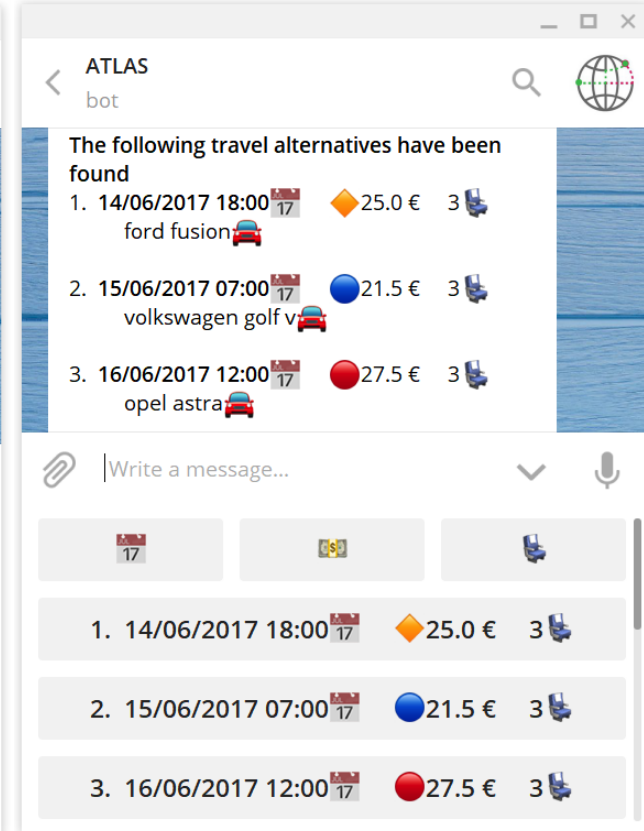 ATLAS
bot
The following travel alternatives have been
found
1. 14/06/2017 18:00📅 🔶25.0 € 3💺
ford fusion🚘
2. 15/06/2017 07:00📅 🔵21.5 € 3💺
volkswagen golf v🚘
3. 16/06/2017 12:00📅 🔴27.5 € 3💺
opel astra🚘
Write a message...
📅 💵 💺
1. 14/06/2017 18:00📅 🔶25.0 € 3💺
2. 15/06/2017 07:00📅 🔵21.5 € 3💺
3. 16/06/2017 12:00📅 🔴27.5 € 3💺